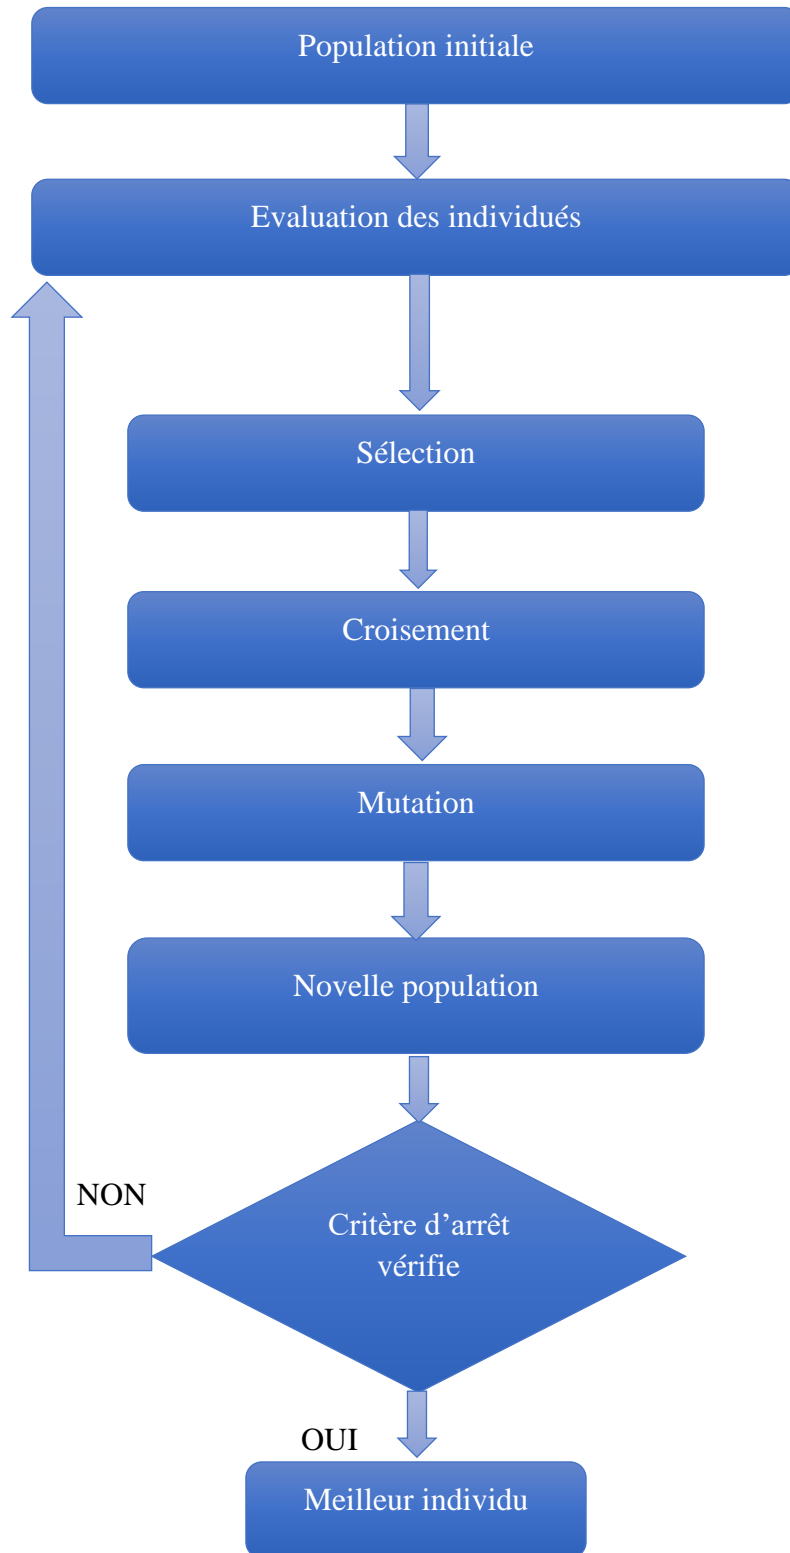 Population initiale
Evaluation des individués
Sélection
Croisement
Mutation
Novelle population
NON
Critère d’arrêt
vérifie
OUI
Meilleur individu